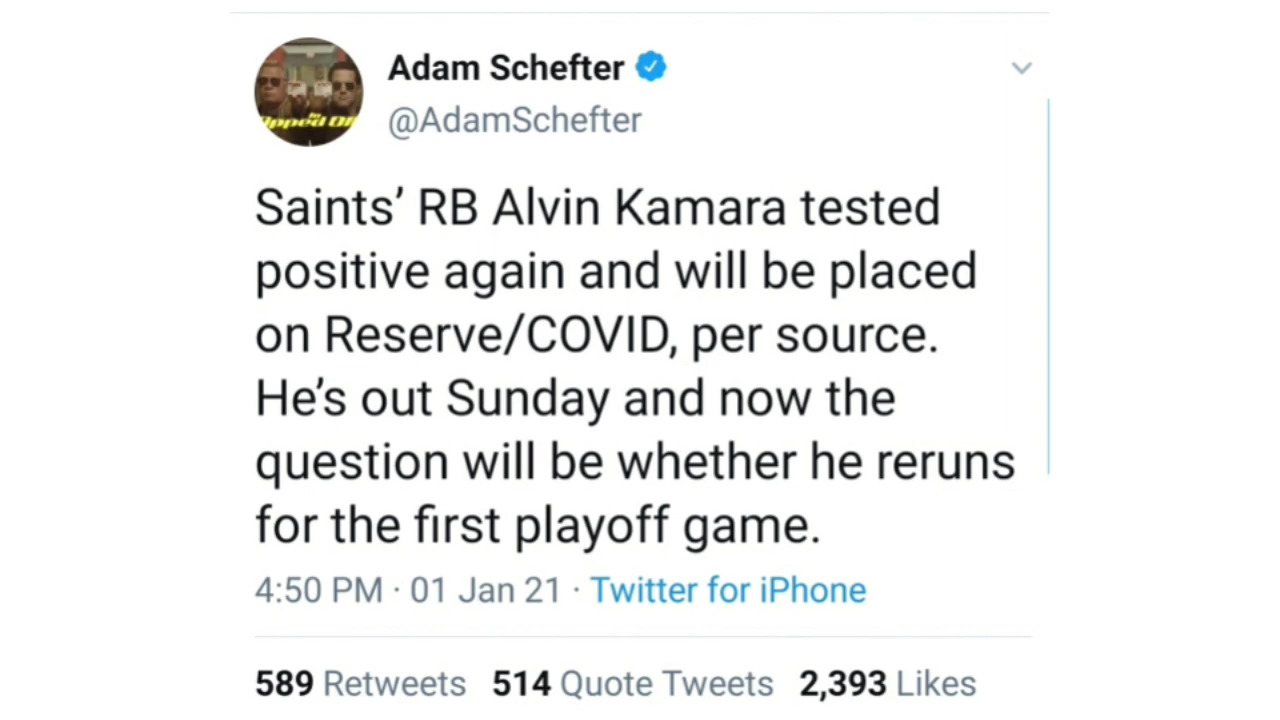 Adam Schefter
@AdamSchefter
Saints’ RB Alvin Kamara tested
positive again and will be placed
on Reserve/COVID, per source.
He’s out Sunday and now the
question will be whether he reruns
for the first playoff game.
4:50 PM · 01 Jan 21 · Twitter for iPhone
589 Retweets 514 Quote Tweets 2,393 Likes